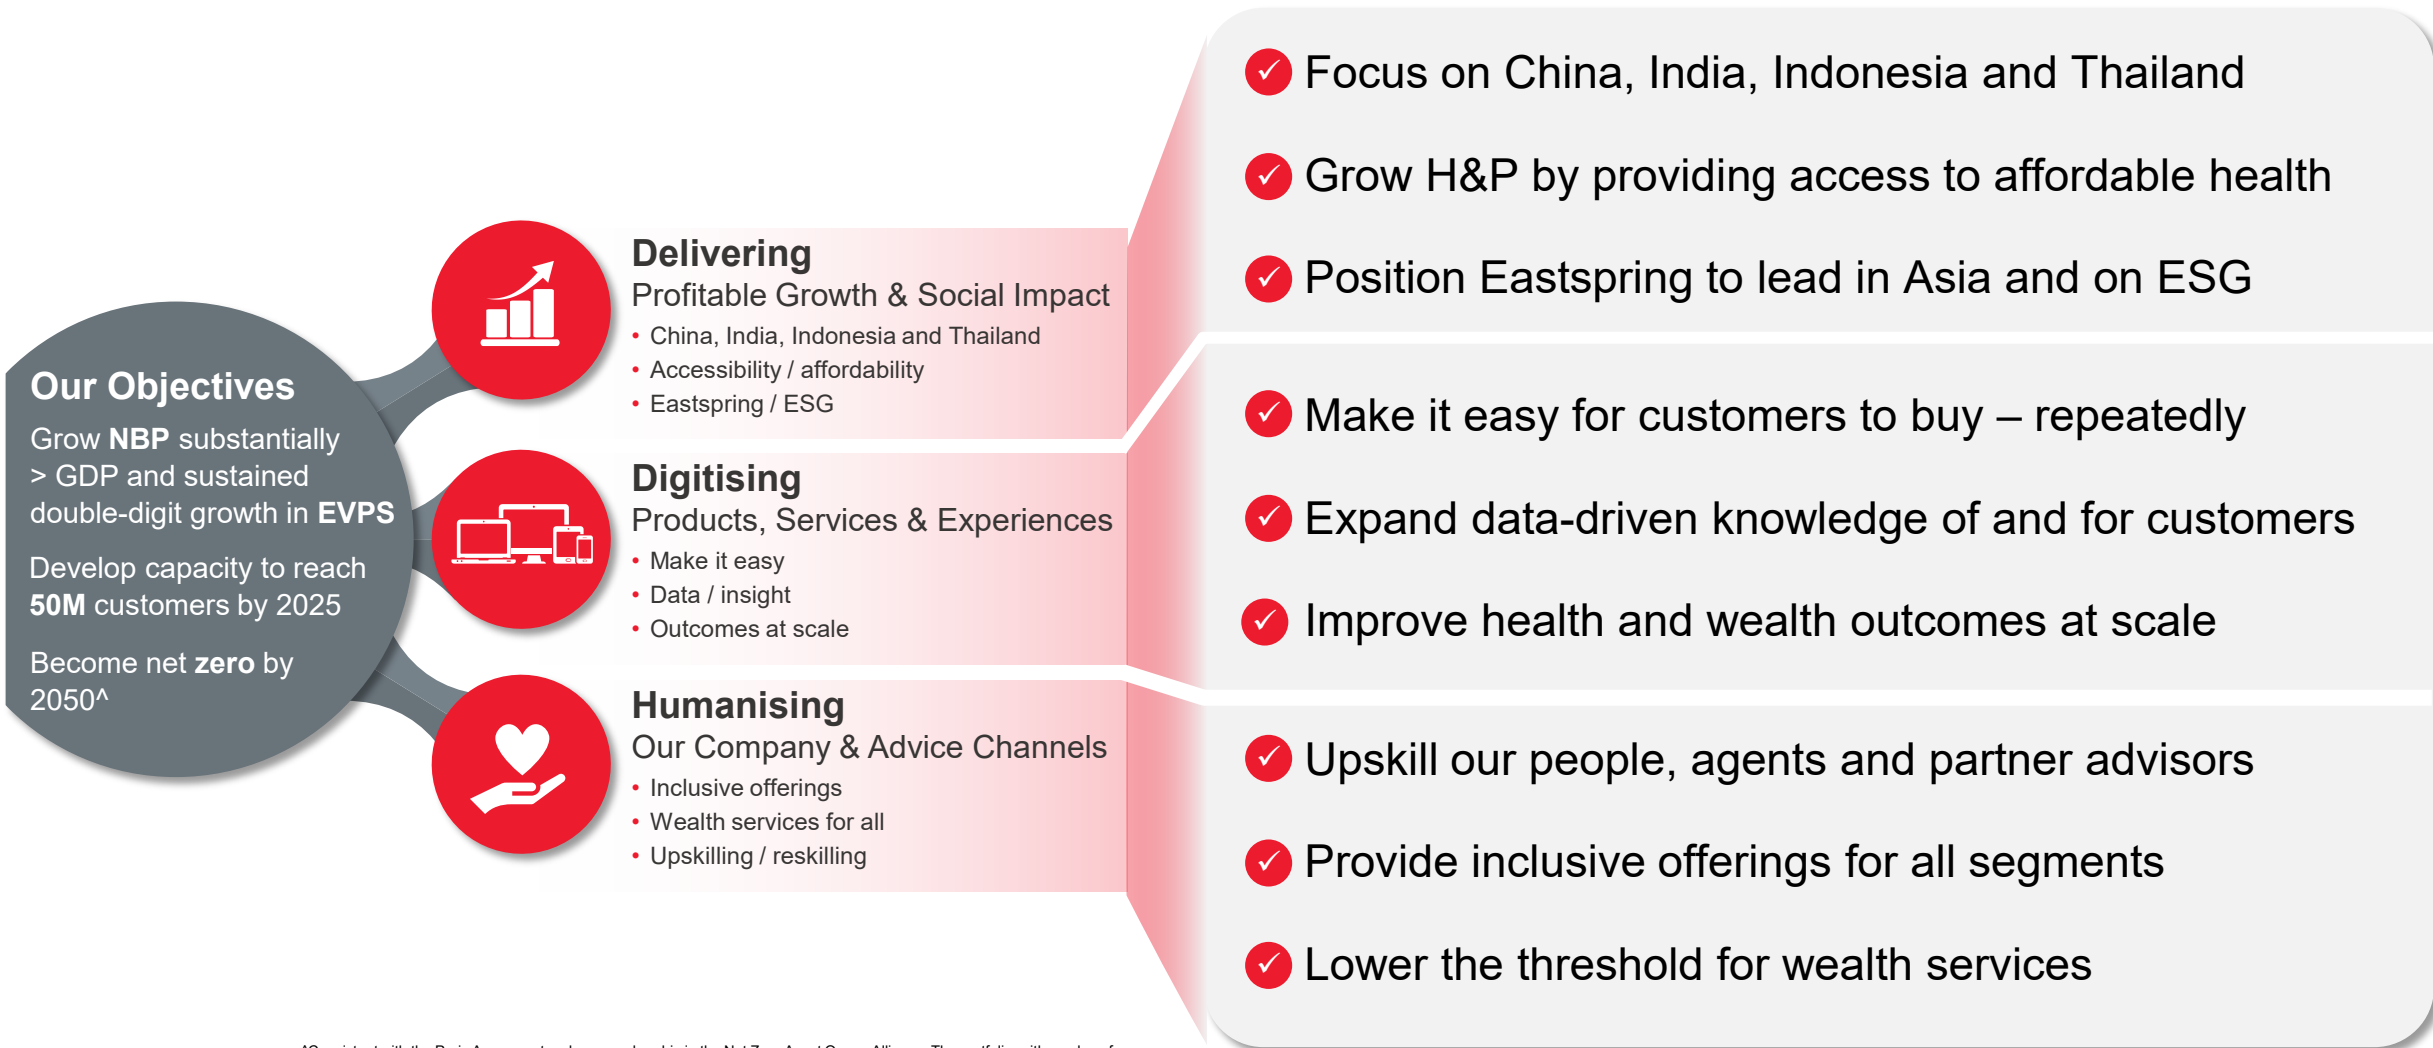 Our Objectives
Grow NBP substantially
> GDP and sustained
double-digit growth in EVPS
Develop capacity to reach
50M customers by 2025
Become net zero by
2050^
Delivering
Profitable Growth & Social Impact
• China, India, Indonesia and Thailand
• Accessibility / affordability
• Eastspring / ESG
Digitising
Products, Services & Experiences
• Make it easy
• Data / insight
• Outcomes at scale
Humanising
Our Company & Advice Channels
• Inclusive offerings
• Wealth services for all
• Upskilling / reskilling
✓ Focus on China, India, Indonesia and Thailand
✓ Grow H&P by providing access to affordable health
✓ Position Eastspring to lead in Asia and on ESG
✓ Make it easy for customers to buy – repeatedly
✓ Expand data-driven knowledge of and for customers
✓ Improve health and wealth outcomes at scale
✓ Upskill our people, agents and partner advisors
✓ Provide inclusive offerings for all segments
✓ Lower the threshold for wealth services